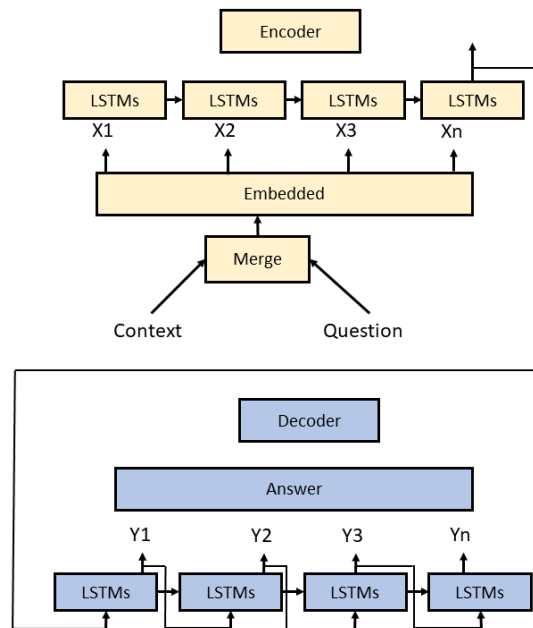 Encoder
LSTMs LSTMs LSTMs LSTMs
X1 X2 X3 Xn
Embedded
Merge
Context Question
Decoder
Answer
Y1 Y2 Y3 Yn
LSTMs LSTMs LSTMs LSTMs